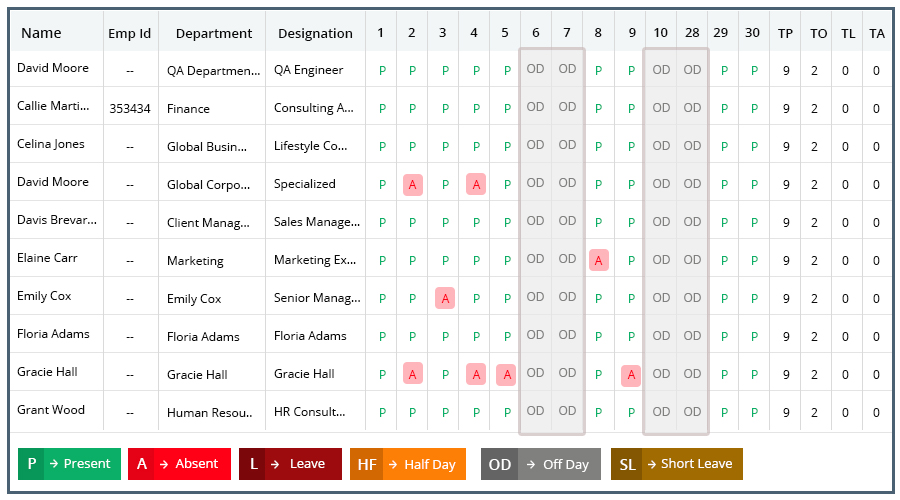 Name Emp Id Department Designation 1 2 3 4 5 6 7 8 9 10 28 29 30 TP TO TL TA
David Moore -- QA Departmen... QA Engineer P P P P P OD OD P P OD OD P P 9 2 0 0
Callie Marti... 353434 Finance Consulting A... P P P P P OD OD P P OD OD P P 9 2 0 0
Celina Jones -- Global Busin... Lifestyle Co... P P P P P OD OD P P OD OD P P 9 2 0 0
David Moore -- Global Corpo... Specialized P A P A P OD OD P P OD OD P P 9 2 0 0
Davis Brevar... -- Client Manag... Sales Manage... P P P P P OD OD P P OD OD P P 9 2 0 0
Elaine Carr -- Marketing Marketing Ex... P P P P P OD OD A P OD OD P P 9 2 0 0
Emily Cox -- Emily Cox Senior Manag... P P A P P OD OD P P OD OD P P 9 2 0 0
Floria Adams -- Floria Adams Floria Adams P P P P P OD OD P P OD OD P P 9 2 0 0
Gracie Hall -- Gracie Hall Gracie Hall P A P A A OD OD P A OD OD P P 9 2 0 0
Grant Wood -- Human Resou.. HR Consult... P P P P P OD OD P P OD OD P P 9 2 0 0
P → Present A → Absent L → Leave HF → Half Day OD → Off Day SL → Short Leave